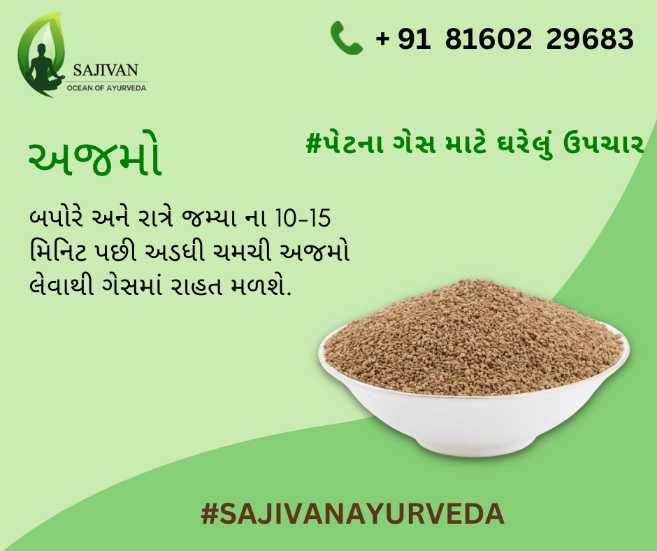 SAJIVAN
OCEAN OF AYURVEDA
+ 91 81602 29683
અજમો
#પેટના ગેસ માટે ઘરેલું ઉપચાર
બપોરે અને રાત્રે જમ્યા ના 10-15
મિનિટ પછી અડધી ચમચી અજમો
લેવાથી ગેસમાં રાહત મળશે.
#SAJIVANAYURVEDA